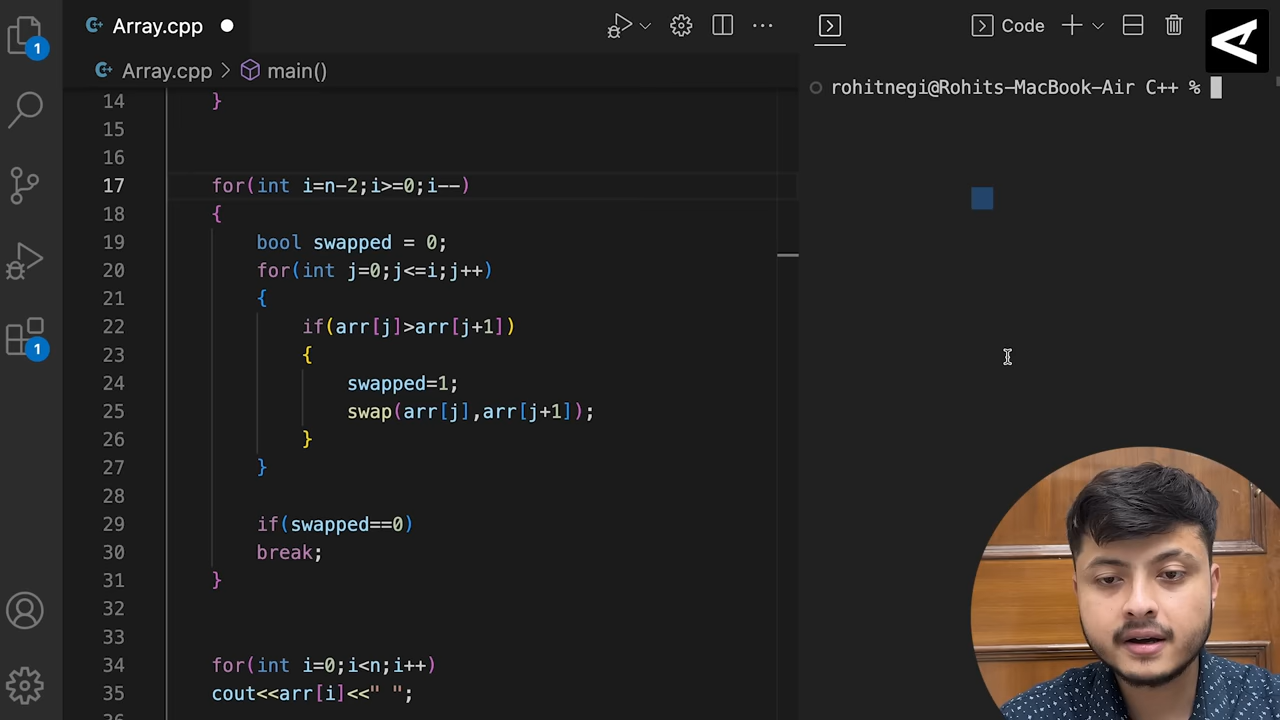 Array.cpp
Code
Array.cpp > main()
rohitnegi@Rohits-MacBook-Air C++ %
1
1
14 }
15
16
17 for(int i=n-2;i>=0;i--)
18 {
19 bool swapped = 0;
20 for(int j=0;j<=i;j++)
21 {
22 if(arr[j]>arr[j+1])
23 {
24 swapped=1;
25 swap(arr[j],arr[j+1]);
26 }
27 }
28
29 if(swapped==0)
30 break;
31 }
32
33
34 for(int i=0;i<n;i++)
35 cout<<arr[i]<<" ";